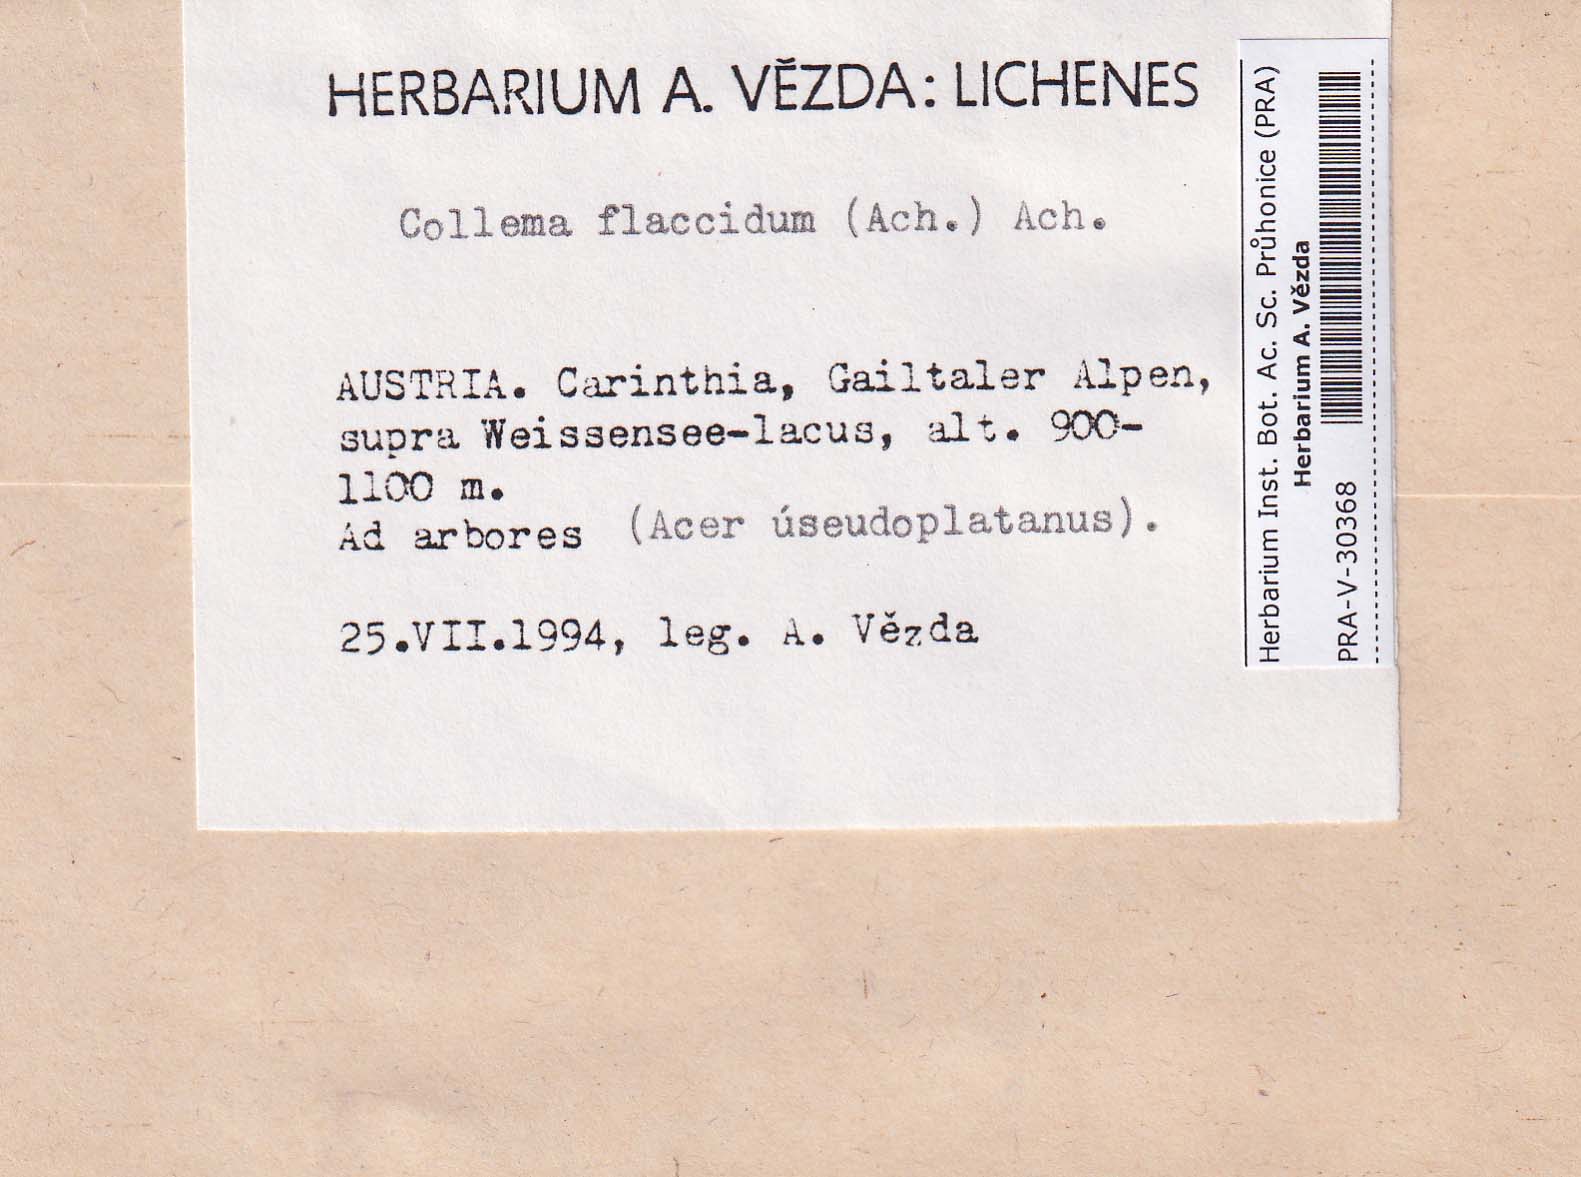 HERBARIUM A. VĚZDA: LICHENES
Collema flaccidum (Ach.) Ach.
AUSTRIA. Carinthia, Gailtaler Alpen,
supra Weissensee-lacus, alt. 900-
1100 m.
Ad arbores (Acer úseudoplatanus).
25.VII.1994, leg. A. Vězda
Herbarium Inst. Bot. Ac. Sc. Průhonice (PRA)
Herbarium A. Vězda
PRA-V-30368